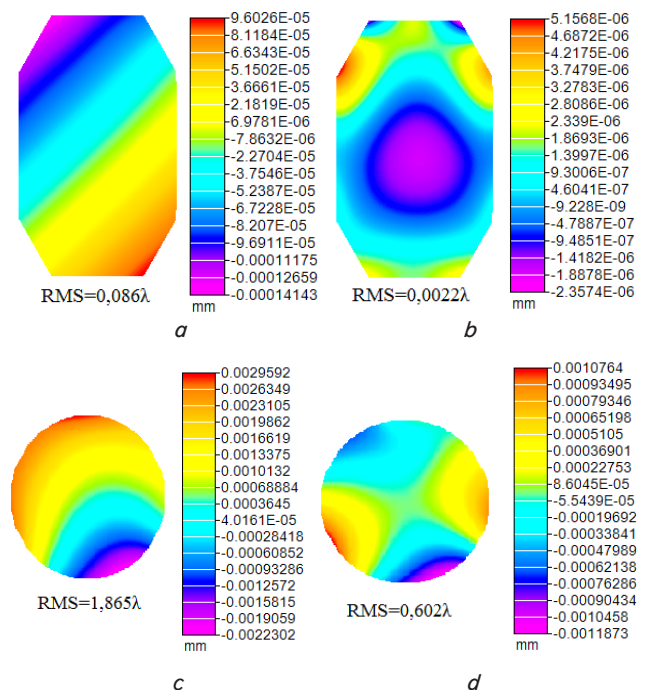 9.6026E-05
8.1184E-05
6.6343E-05
5.1502E-05
3.6661E-05
2.1819E-05
6.9781E-06
-7.8632E-06
-2.2704E-05
-3.7546E-05
-5.2387E-05
-6.7228E-05
-8.207E-05
-9.6911E-05
-0.00011175
-0.00012659
-0.00014143
mm
RMS=0,086λ
a
5.1568E-06
4.6872E-06
4.2175E-06
3.7479E-06
3.2783E-06
2.8086E-06
2.339E-06
1.8693E-06
1.3997E-06
9.3006E-07
4.6041E-07
-9.228E-09
-4.7887E-07
-9.4851E-07
-1.4182E-06
-1.8878E-06
-2.3574E-06
mm
RMS=0,0022λ
b
0.0029592
0.0026349
0.0023105
0.0019862
0.0016619
0.0013375
0.0010132
0.00068884
0.0003645
4.0161E-05
-0.00028418
-0.00060852
-0.00093286
-0.0012572
-0.0015815
-0.0019059
-0.0022302
mm
RMS=1,865λ
c
0.0010764
0.00093495
0.00079346
0.00065198
0.0005105
0.00036901
0.00022753
8.6045E-05
-5.5439E-05
-0.00019692
-0.00033841
-0.00047989
-0.00062138
-0.00076286
-0.00090434
-0.0010458
-0.0011873
mm
RMS=0,602λ
d